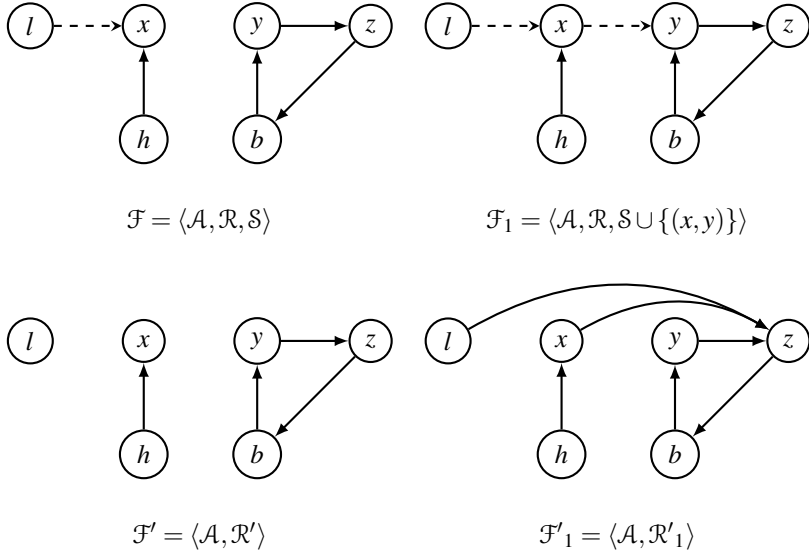 l x y z l x y z
h b h b
ℱ = ⟨𝒜, ℛ, 𝒮⟩ ℱ₁ = ⟨𝒜, ℛ, 𝒮 ∪ {(x, y)}⟩
l x y z l x y z
h b h b
ℱ′ = ⟨𝒜, ℛ′⟩ ℱ′₁ = ⟨𝒜, ℛ′₁⟩